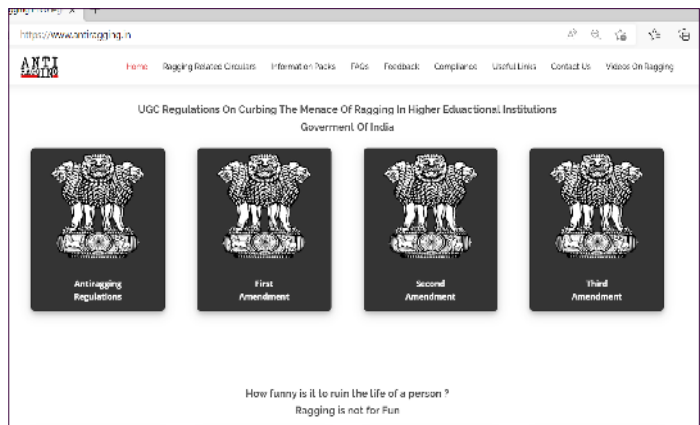 https://www.antiragging.in
ANTI
RAGGING
Home Ragging Related Circulars Information Packs FAQs Feedback Compliance Useful Links Contact Us Videos On Ragging
UGC Regulations On Curbing The Menace Of Ragging In Higher Eduactional Institutions
Goverment Of India
Antiragging
Regulations
First
Amendment
Second
Amendment
Third
Amendment
How funny is it to ruin the life of a person ?
Ragging is not for Fun